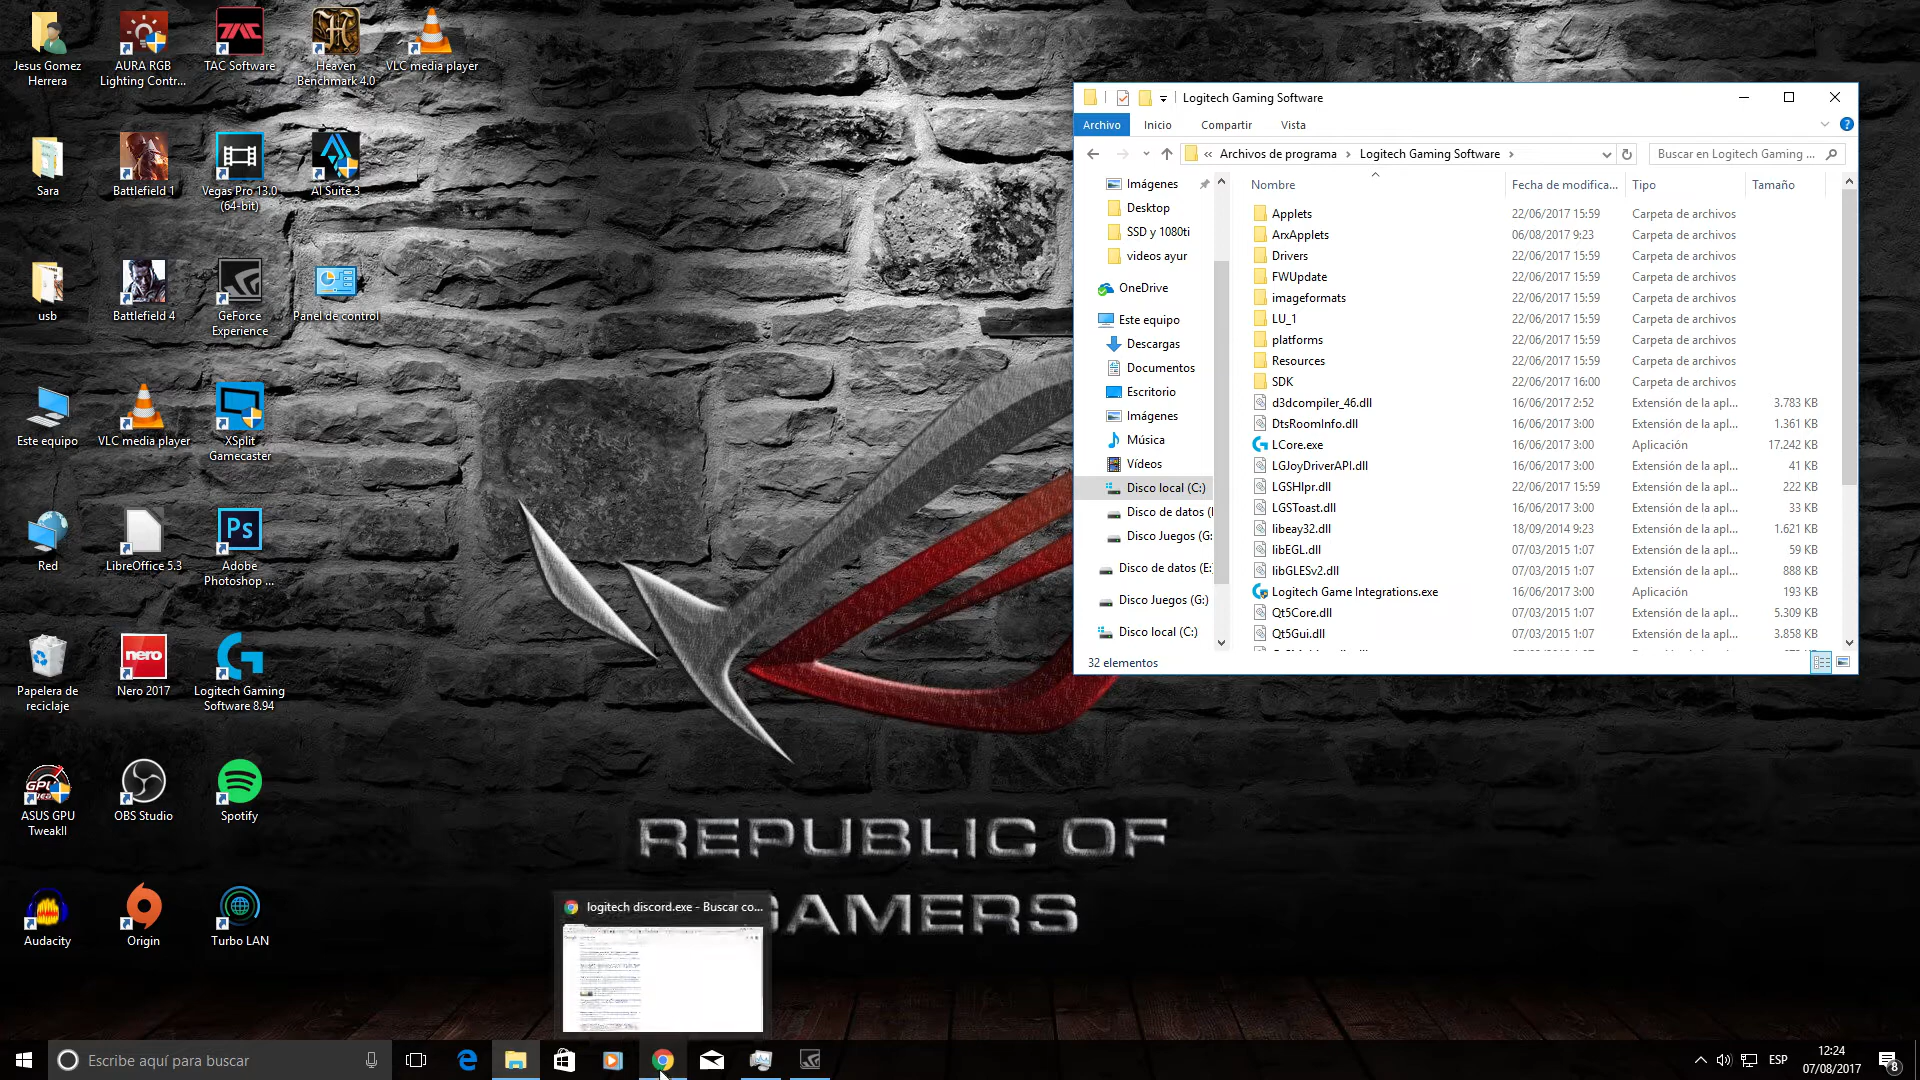 Jesus Gomez
Herrera
AURA RGB
Lighting Contr...
TAC Software
Heaven
Benchmark 4.0
VLC media player
Sara
Battlefield 1
Vegas Pro 13.0
(64-bit)
AI Suite 3
usb
Battlefield 4
GeForce
Experience
Panel de control
Este equipo
VLC media player
XSplit
Gamecaster
Red
LibreOffice 5.3
Ps
Adobe
Photoshop ...
Papelera de
reciclaje
nero
Nero 2017
Logitech Gaming
Software 8.94
ASUS GPU
TweakII
OBS Studio
Spotify
Audacity
Origin
Turbo LAN
REPUBLIC OF
GAMERS
Logitech Gaming Software
Archivo
Inicio
Compartir
Vista
« Archivos de programa › Logitech Gaming Software ›
Buscar en Logitech Gaming ...
Imágenes
Desktop
SSD y 1080ti
videos ayur
OneDrive
Este equipo
Descargas
Documentos
Escritorio
Imágenes
Música
Vídeos
Disco local (C:)
Disco de datos (
Disco Juegos (G:
Disco de datos (E:
Disco Juegos (G:)
Disco local (C:)
Nombre Fecha de modifica... Tipo Tamaño
Applets 22/06/2017 15:59 Carpeta de archivos
ArxApplets 06/08/2017 9:23 Carpeta de archivos
Drivers 22/06/2017 15:59 Carpeta de archivos
FWUpdate 22/06/2017 15:59 Carpeta de archivos
imageformats 22/06/2017 15:59 Carpeta de archivos
LU_1 22/06/2017 15:59 Carpeta de archivos
platforms 22/06/2017 15:59 Carpeta de archivos
Resources 22/06/2017 15:59 Carpeta de archivos
SDK 22/06/2017 16:00 Carpeta de archivos
d3dcompiler_46.dll 16/06/2017 2:52 Extensión de la apl... 3.783 KB
DtsRoomInfo.dll 16/06/2017 3:00 Extensión de la apl... 1.361 KB
LCore.exe 16/06/2017 3:00 Aplicación 17.242 KB
LGJoyDriverAPI.dll 16/06/2017 3:00 Extensión de la apl... 41 KB
LGSHlpr.dll 22/06/2017 15:59 Extensión de la apl... 222 KB
LGSToast.dll 16/06/2017 3:00 Extensión de la apl... 33 KB
libeay32.dll 18/09/2014 9:23 Extensión de la apl... 1.621 KB
libEGL.dll 07/03/2015 1:07 Extensión de la apl... 59 KB
libGLESv2.dll 07/03/2015 1:07 Extensión de la apl... 888 KB
Logitech Game Integrations.exe 16/06/2017 3:00 Aplicación 193 KB
Qt5Core.dll 07/03/2015 1:07 Extensión de la apl... 5.309 KB
Qt5Gui.dll 07/03/2015 1:07 Extensión de la apl... 3.858 KB
32 elementos
logitech discord.exe - Buscar co...
Escribe aquí para buscar
ESP
12:24
07/08/2017
8